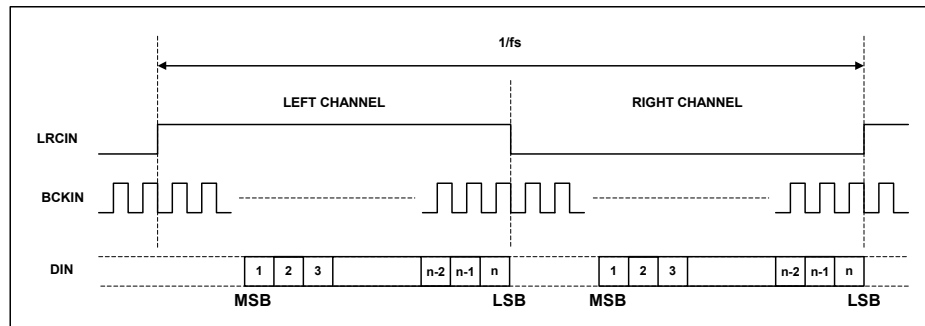 1/fs
LEFT CHANNEL RIGHT CHANNEL
LRCIN
BCKIN
DIN 1 2 3 n-2 n-1 n 1 2 3 n-2 n-1 n
MSB LSB MSB LSB